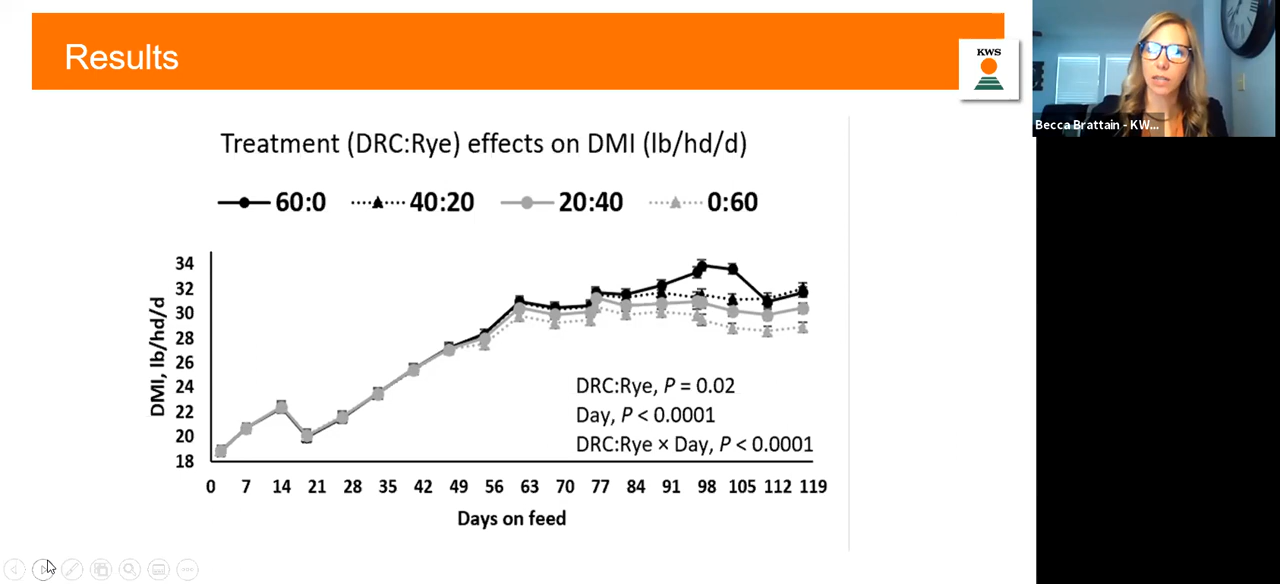 Results
KWS
Becca Brattain - KW...
Treatment (DRC:Rye) effects on DMI (lb/hd/d)
60:0 40:20 20:40 0:60
34
32
30
28
26
24
22
20
18
DMI, lb/hd/d
DRC:Rye, P = 0.02
Day, P < 0.0001
DRC:Rye × Day, P < 0.0001
0 7 14 21 28 35 42 49 56 63 70 77 84 91 98 105 112 119
Days on feed